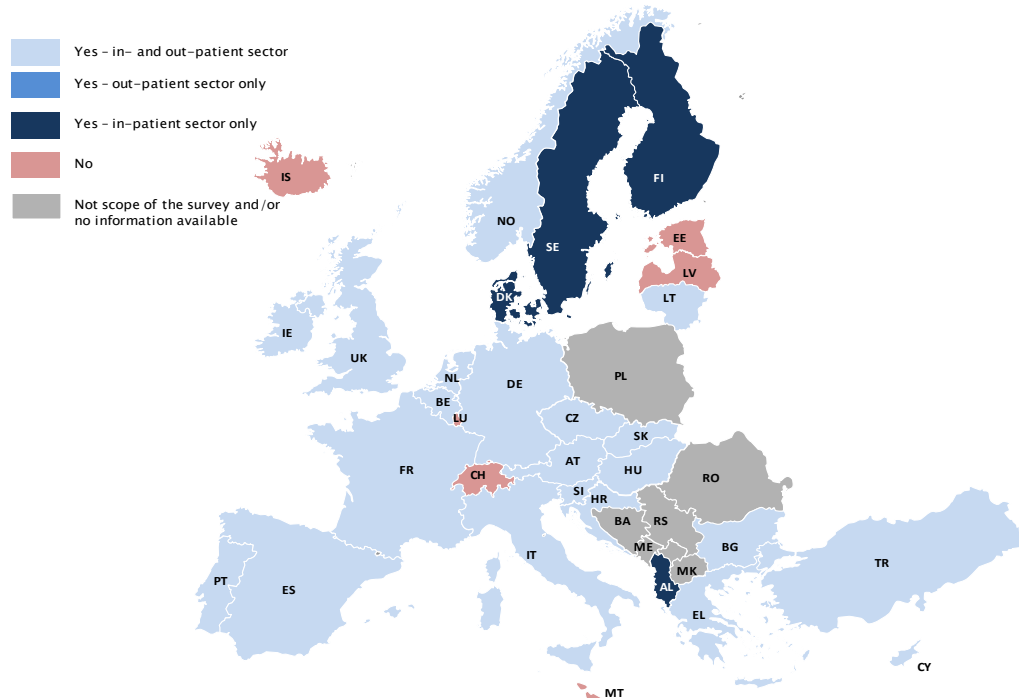 Yes – in- and out-patient sector
Yes – out-patient sector only
Yes – in-patient sector only
No
Not scope of the survey and/or
no information available
IS
FI
NO
SE
EE
LV
DK
LT
IE
UK
NL
DE
PL
BE
LU
CZ
SK
FR
CH
AT
HU
RO
SI
HR
BA
RS
IT
ME
BG
MK
TR
PT
ES
AL
EL
CY
MT